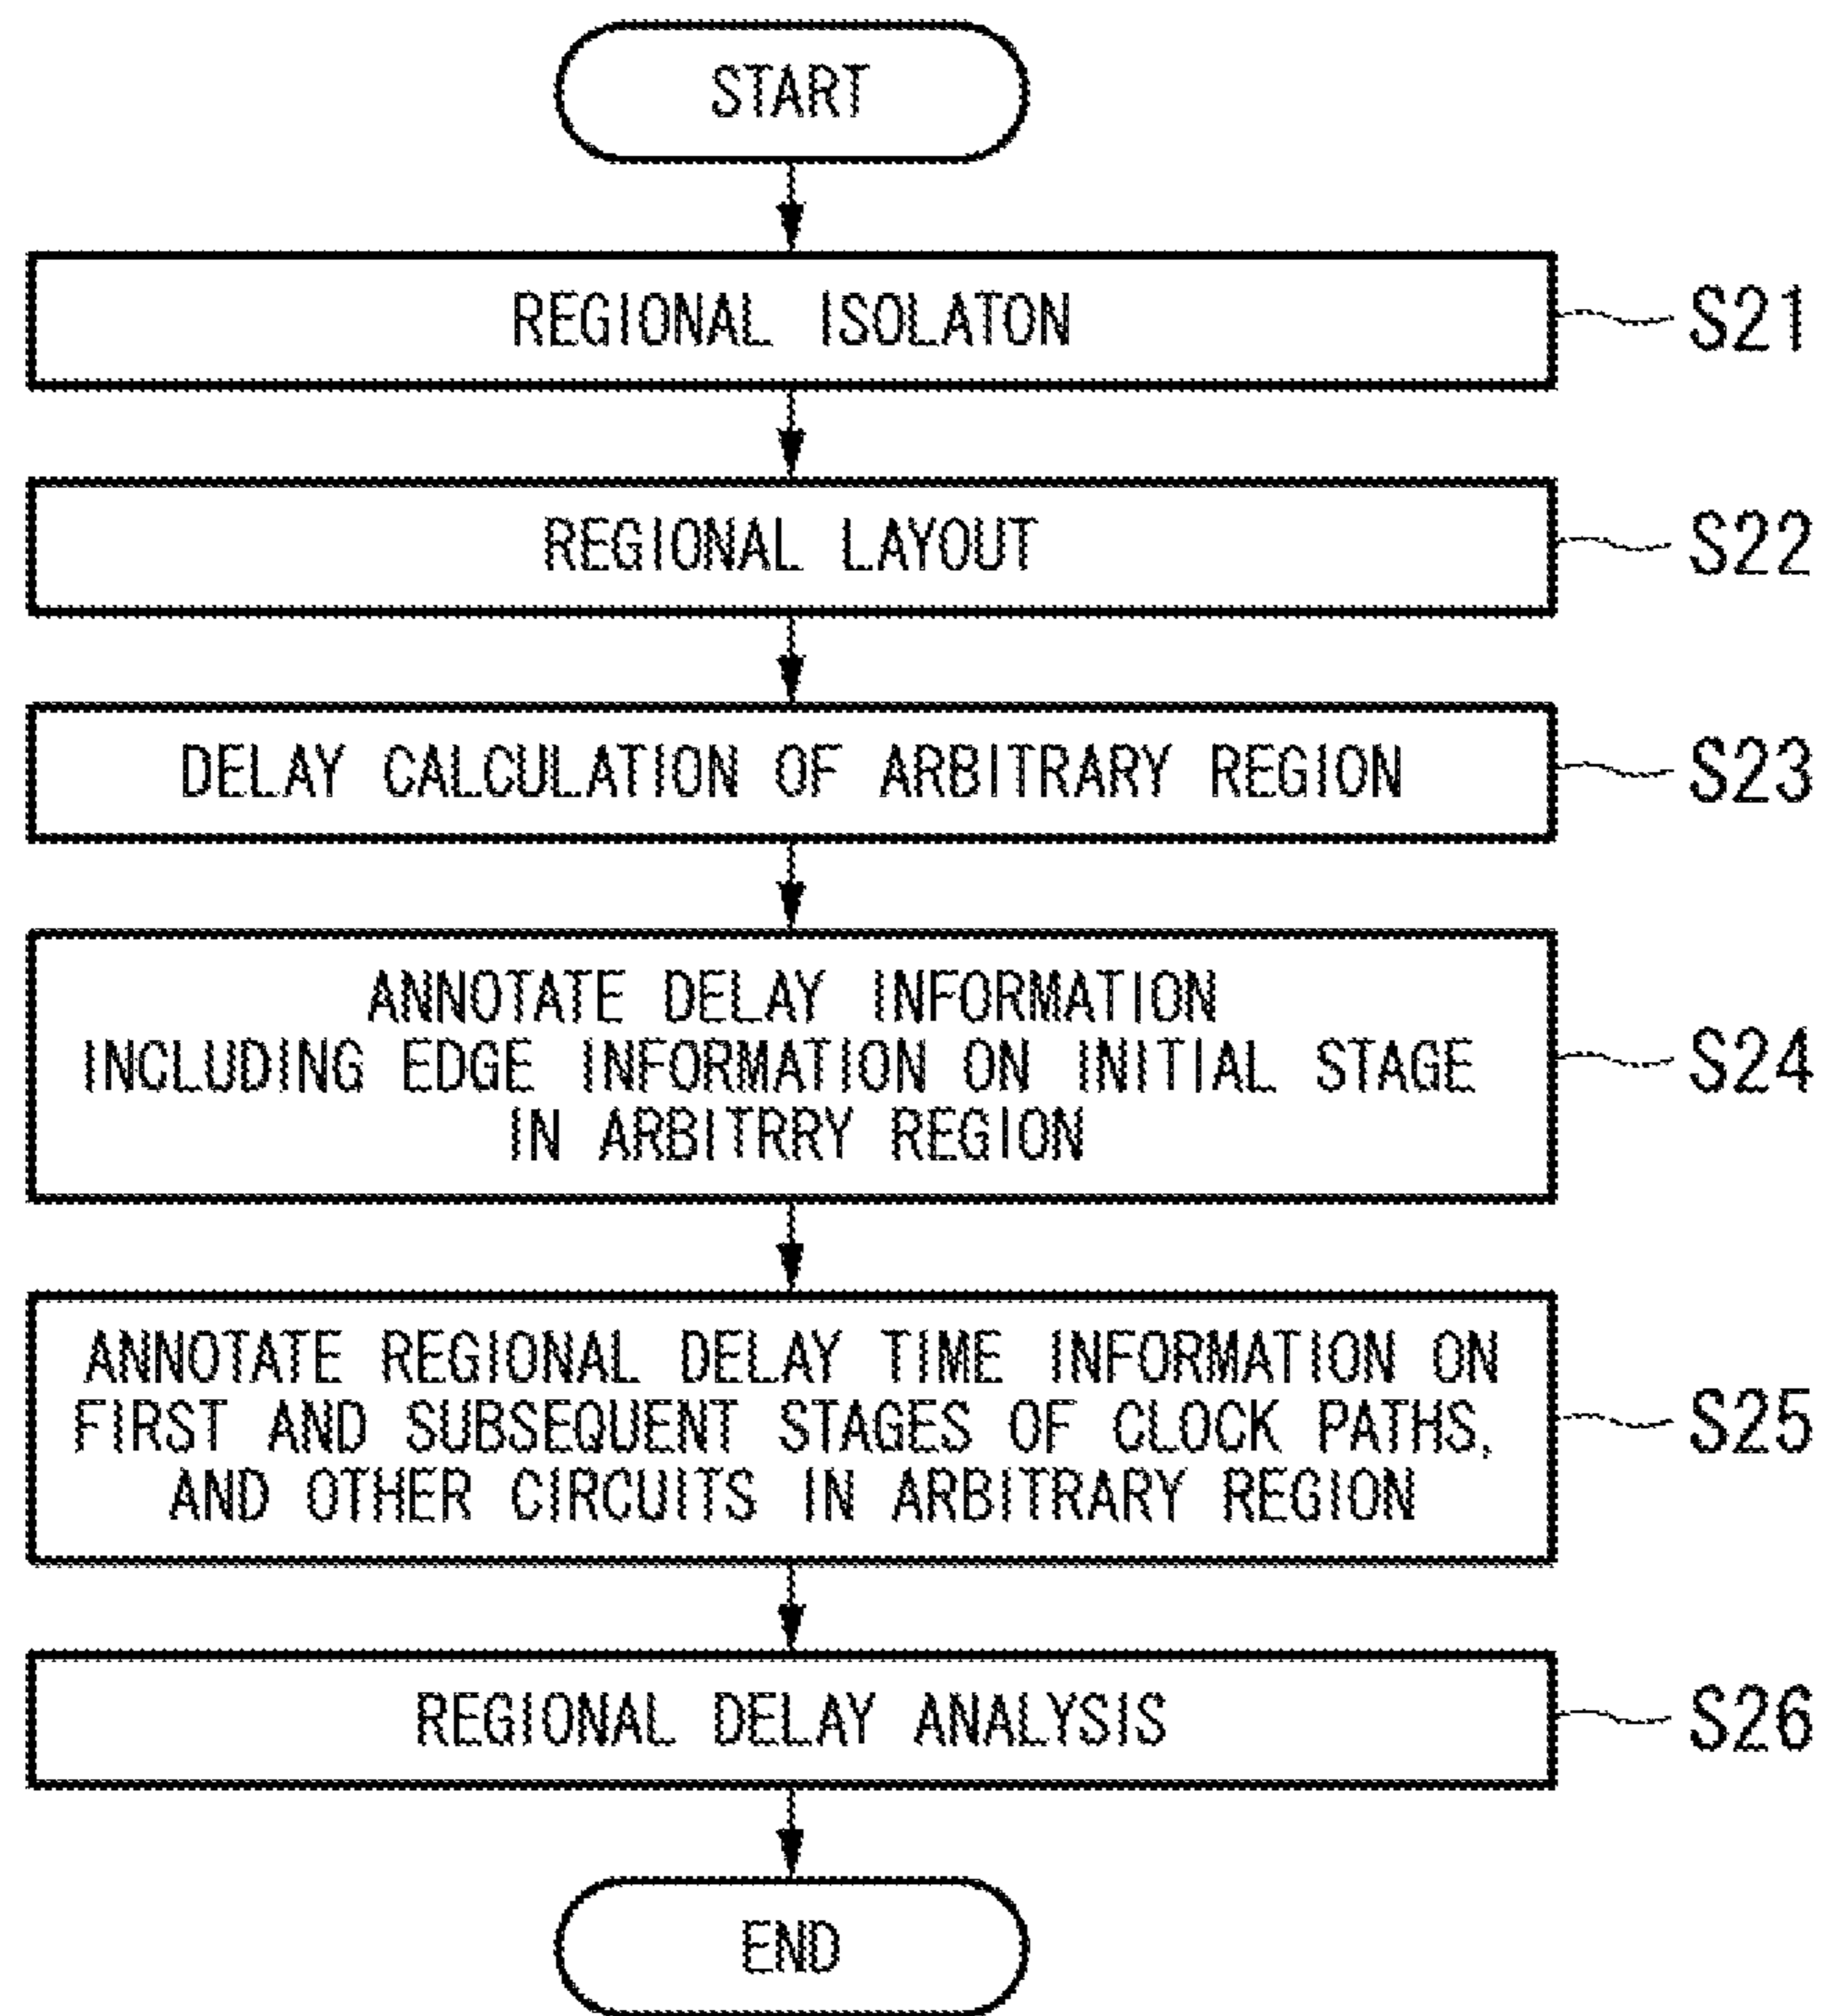 START
REGIONAL ISOLATON
S21
REGIONAL LAYOUT
S22
DELAY CALCULATION OF ARBITRARY REGION
S23
ANNOTATE DELAY INFORMATION
INCLUDING EDGE INFORMATION ON INITIAL STAGE
IN ARBITRRY REGION
S24
ANNOTATE REGIONAL DELAY TIME INFORMATION ON
FIRST AND SUBSEQUENT STAGES OF CLOCK PATHS,
AND OTHER CIRCUITS IN ARBITRARY REGION
S25
REGIONAL DELAY ANALYSIS
S26
END